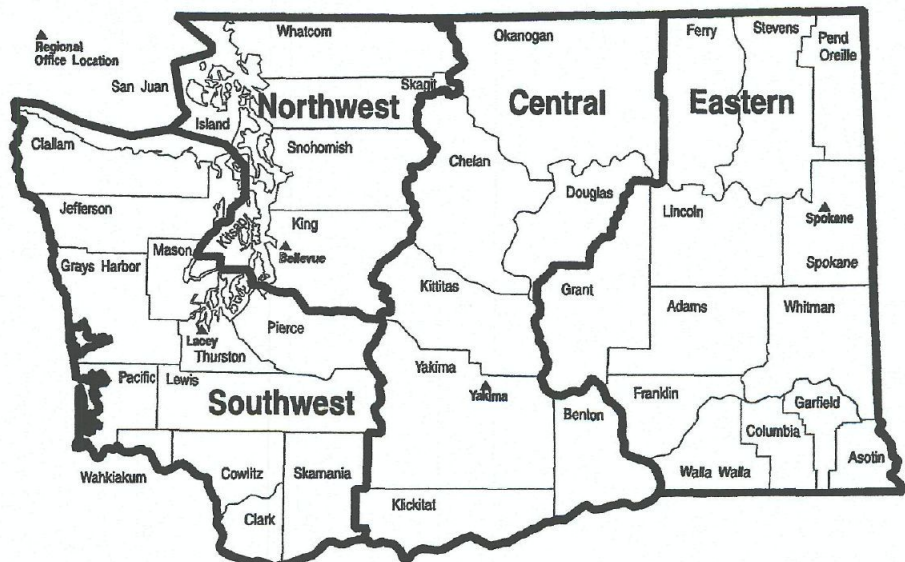 Regional
Office Location
San Juan
Whatcom
Skagit
Northwest
Island
Snohomish
Clallam
Jefferson
Kitsap
King
Bellevue
Mason
Grays Harbor
Pierce
Lacey
Thurston
Pacific
Lewis
Southwest
Wahkiakum
Cowlitz
Skamania
Clark
Okanogan
Central
Chelan
Douglas
Kittitas
Yakima
Yakima
Benton
Klickitat
Ferry
Stevens
Pend
Oreille
Eastern
Lincoln
Spokane
Spokane
Grant
Adams
Whitman
Franklin
Garfield
Columbia
Walla Walla
Asotin